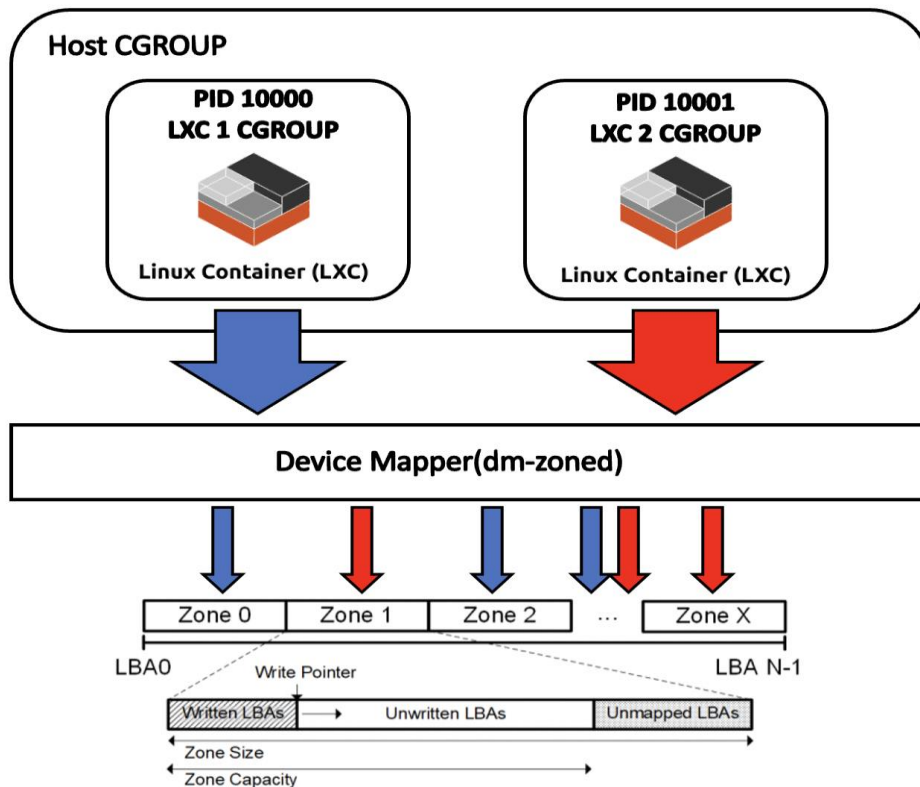 Host CGROUP
PID 10000
LXC 1 CGROUP
Linux Container (LXC)
PID 10001
LXC 2 CGROUP
Linux Container (LXC)
Device Mapper(dm-zoned)
Zone 0 Zone 1 Zone 2 ... Zone X
LBA0 LBA N-1
Write Pointer
Written LBAs Unwritten LBAs Unmapped LBAs
Zone Size
Zone Capacity